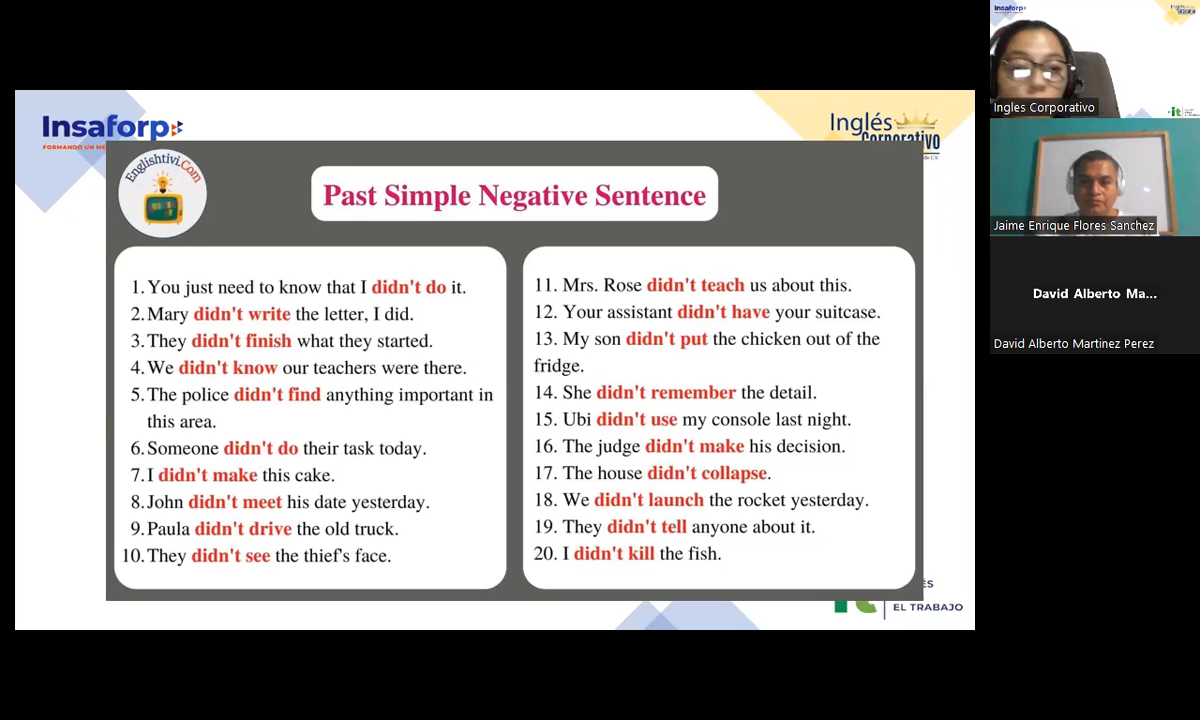 Insaforp
FORMANDO UN ME
Inglés
Corporativo
de C.V.
Englishtivi.Com
Past Simple Negative Sentence
1. You just need to know that I didn't do it.
2. Mary didn't write the letter, I did.
3. They didn't finish what they started.
4. We didn't know our teachers were there.
5. The police didn't find anything important in
this area.
6. Someone didn't do their task today.
7. I didn't make this cake.
8. John didn't meet his date yesterday.
9. Paula didn't drive the old truck.
10. They didn't see the thief's face.
11. Mrs. Rose didn't teach us about this.
12. Your assistant didn't have your suitcase.
13. My son didn't put the chicken out of the
fridge.
14. She didn't remember the detail.
15. Ubi didn't use my console last night.
16. The judge didn't make his decision.
17. The house didn't collapse.
18. We didn't launch the rocket yesterday.
19. They didn't tell anyone about it.
20. I didn't kill the fish.
ÉS
EL TRABAJO
Insaforp
Ingles Corporativo
Jaime Enrique Flores Sanchez
David Alberto Ma...
David Alberto Martinez Perez